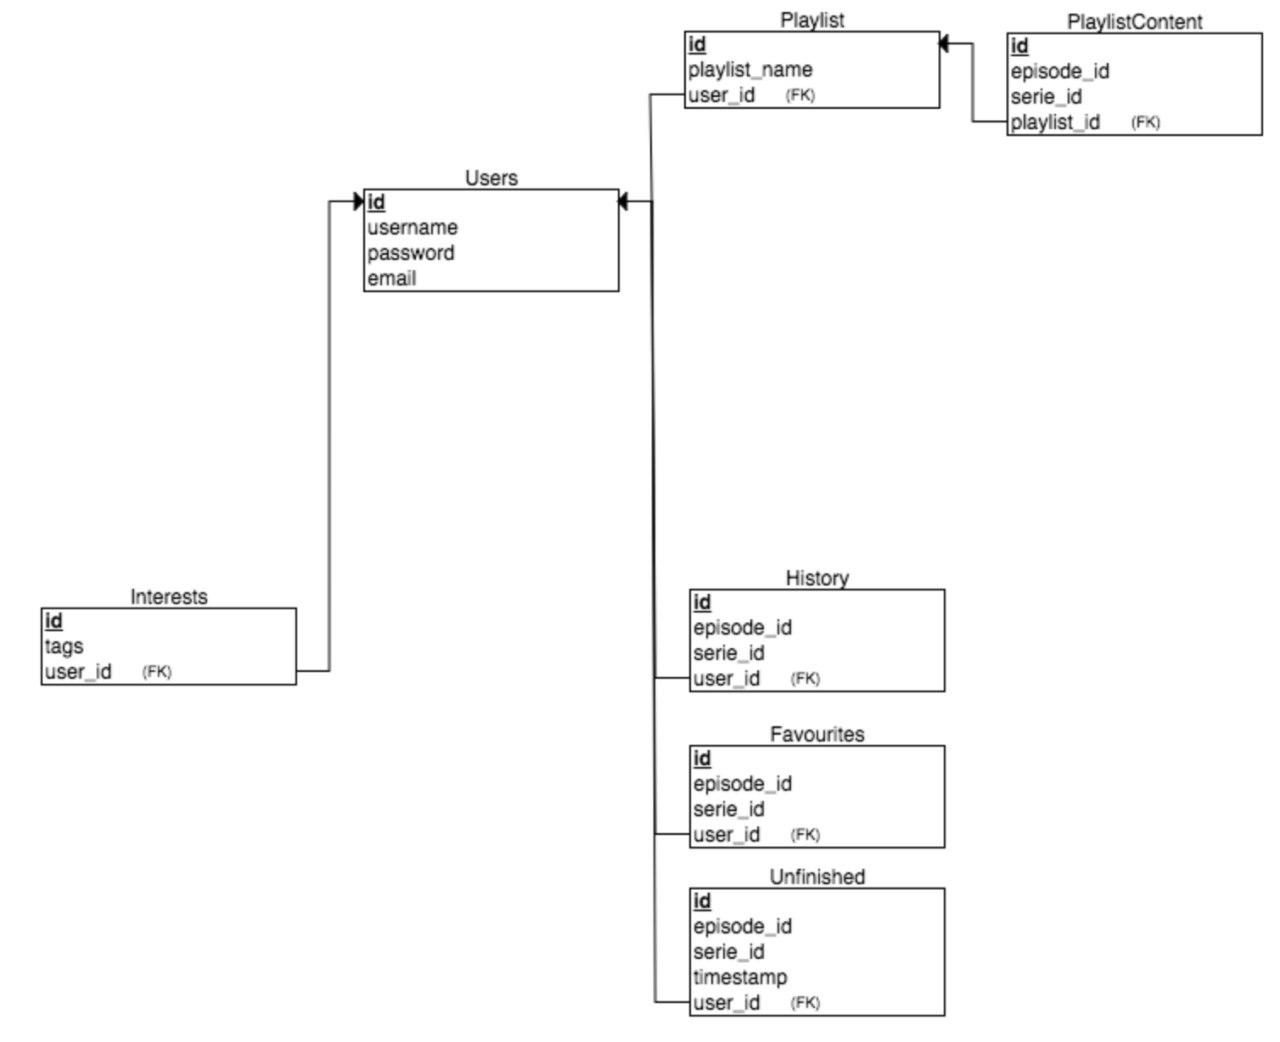 Playlist
id
playlist_name
user_id (FK)
PlaylistContent
id
episode_id
serie_id
playlist_id (FK)
Users
id
username
password
email
Interests
id
tags
user_id (FK)
History
id
episode_id
serie_id
user_id (FK)
Favourites
id
episode_id
serie_id
user_id (FK)
Unfinished
id
episode_id
serie_id
timestamp
user_id (FK)